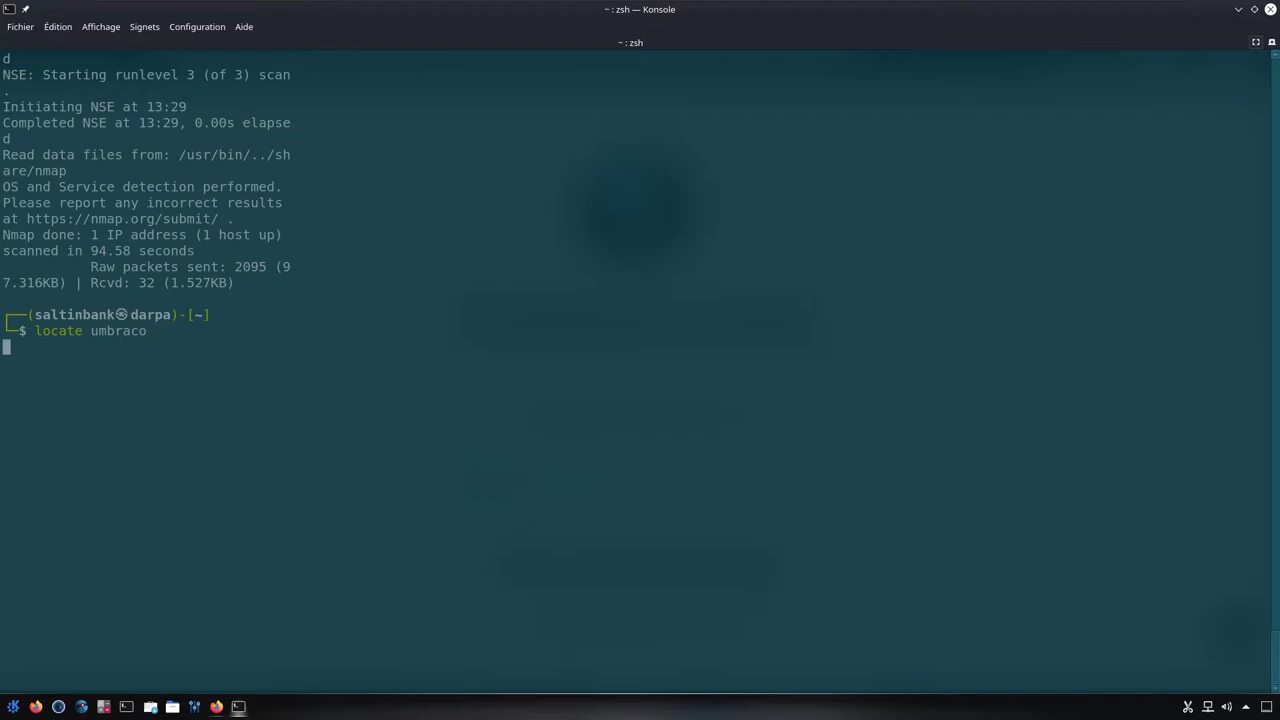 ~ : zsh — Konsole
Fichier Édition Affichage Signets Configuration Aide
~ : zsh
d
NSE: Starting runlevel 3 (of 3) scan
.
Initiating NSE at 13:29
Completed NSE at 13:29, 0.00s elapse
d
Read data files from: /usr/bin/../sh
are/nmap
OS and Service detection performed.
Please report any incorrect results
at https://nmap.org/submit/ .
Nmap done: 1 IP address (1 host up)
scanned in 94.58 seconds
Raw packets sent: 2095 (9
7.316KB) | Rcvd: 32 (1.527KB)
┌──(saltinbank㉿darpa)-[~]
└─$ locate umbraco